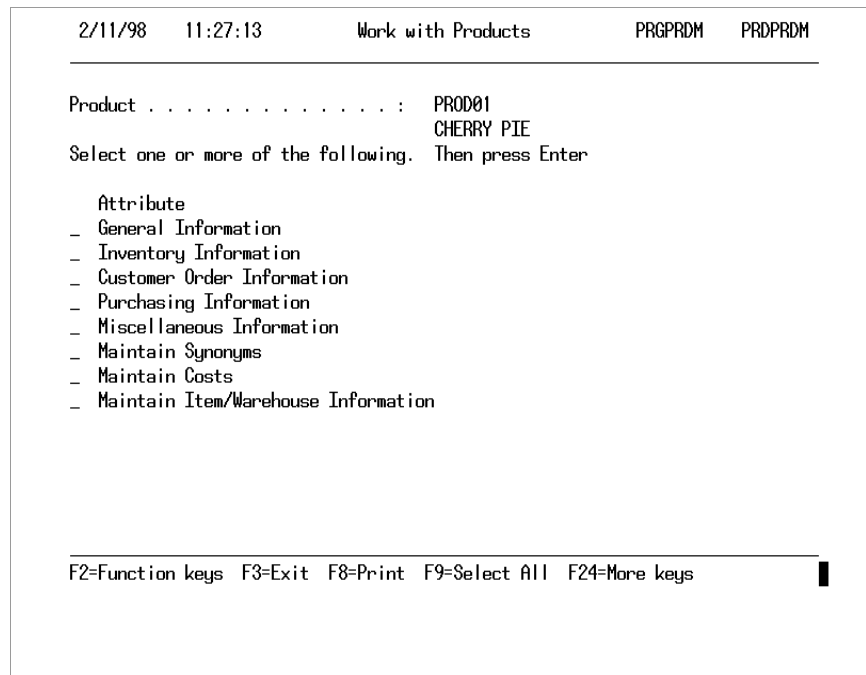 2/11/98 11:27:13 Work with Products PRGPRDM PRDPRDM
Product . . . . . . . . . . . . . . : PROD01
CHERRY PIE
Select one or more of the following. Then press Enter
Attribute
_ General Information
_ Inventory Information
_ Customer Order Information
_ Purchasing Information
_ Miscellaneous Information
_ Maintain Synonyms
_ Maintain Costs
_ Maintain Item/Warehouse Information
F2=Function keys F3=Exit F8=Print F9=Select All F24=More keys